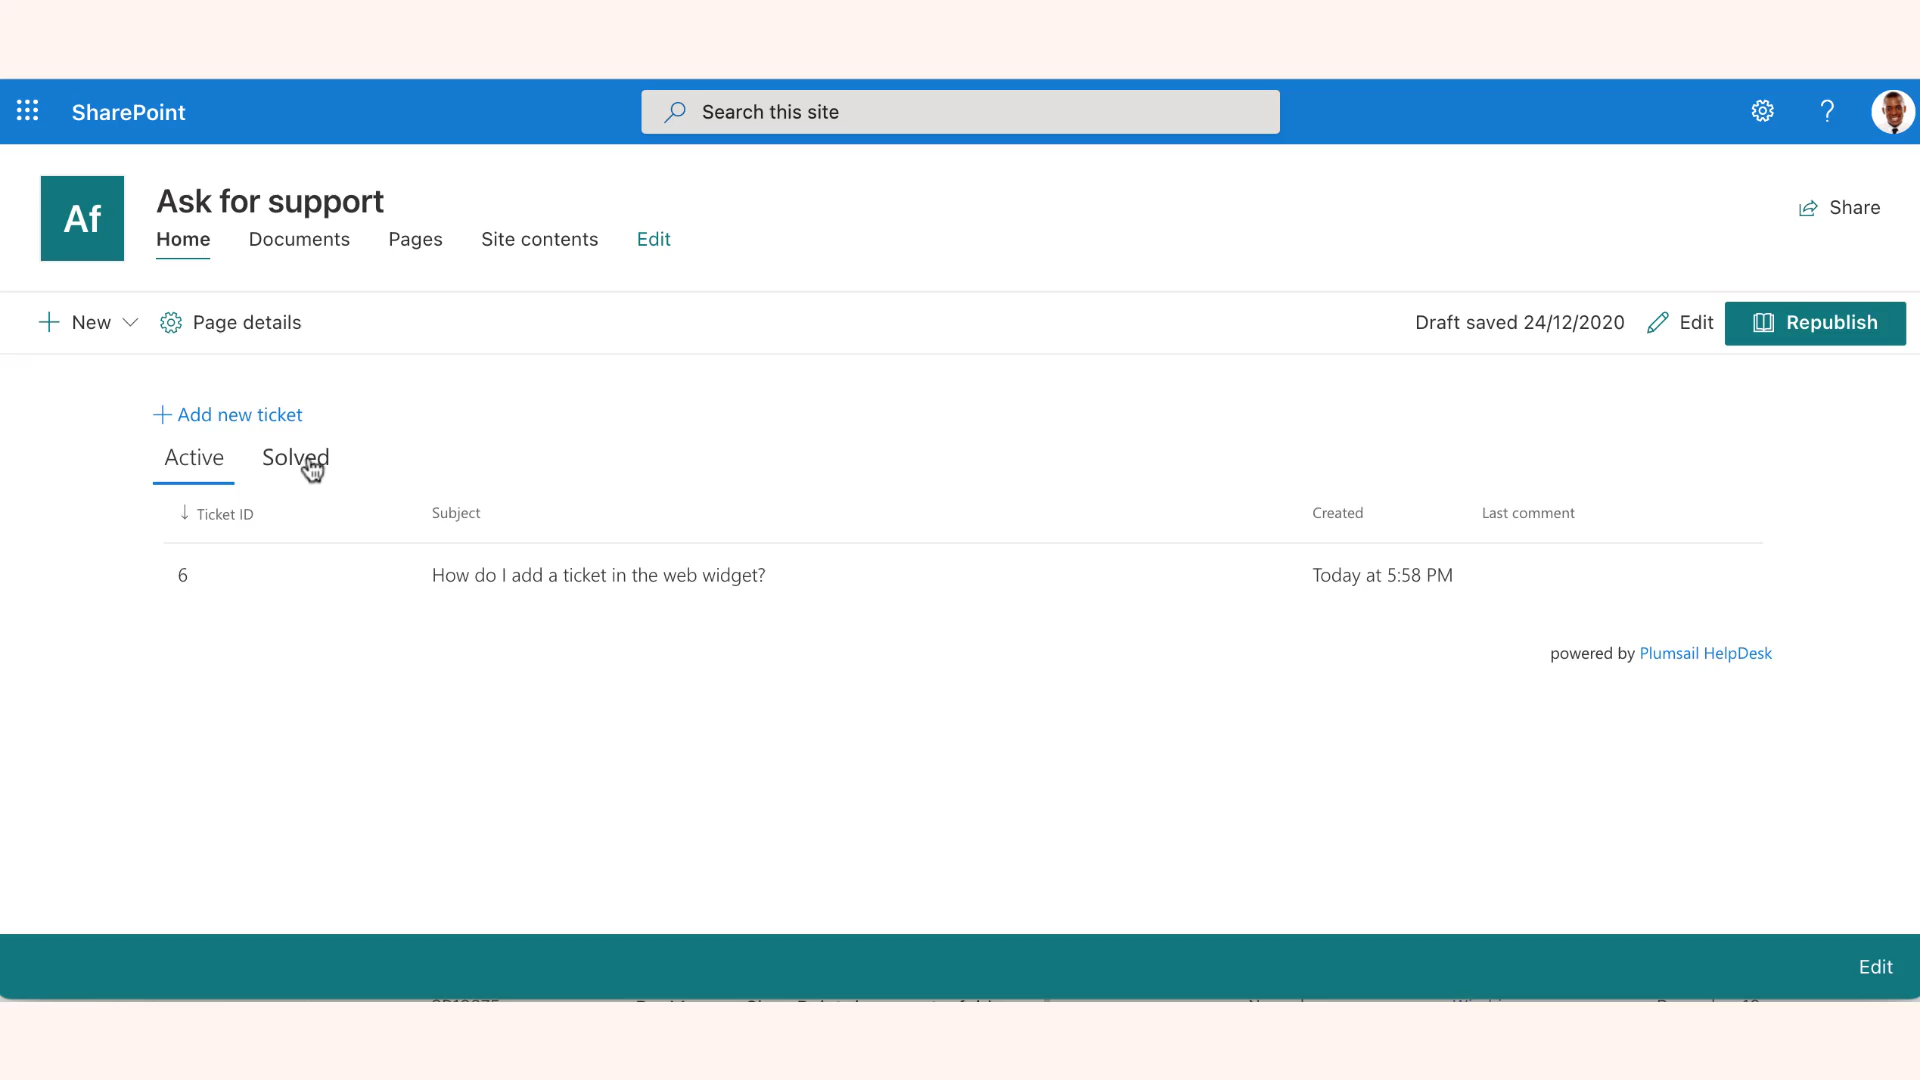 SharePoint
Search this site
?
Af
Ask for support
Share
Home Documents Pages Site contents Edit
New Page details Draft saved 24/12/2020 Edit Republish
Add new ticket
Active Solved
Ticket ID Subject Created Last comment
6 How do I add a ticket in the web widget? Today at 5:58 PM
powered by Plumsail HelpDesk
Edit